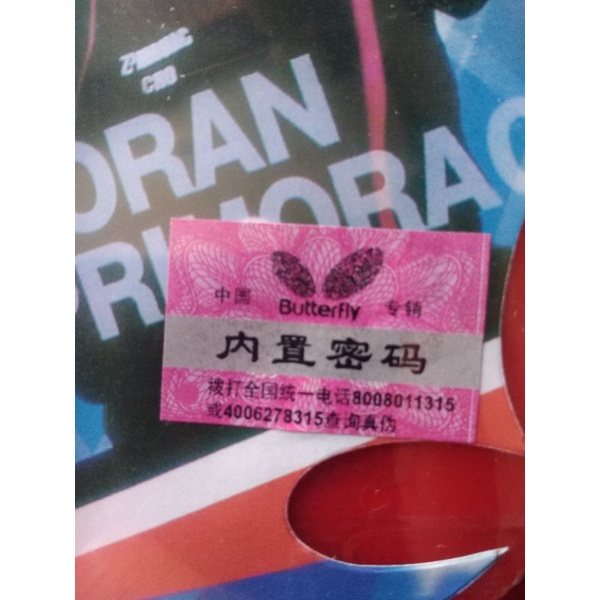 Z·PRIMORAC
CRO
ORAN
PRIMORAC
中国 Butterfly 专销
内置密码
拨打全国统一电话8008011315
或4006278315查询真伪